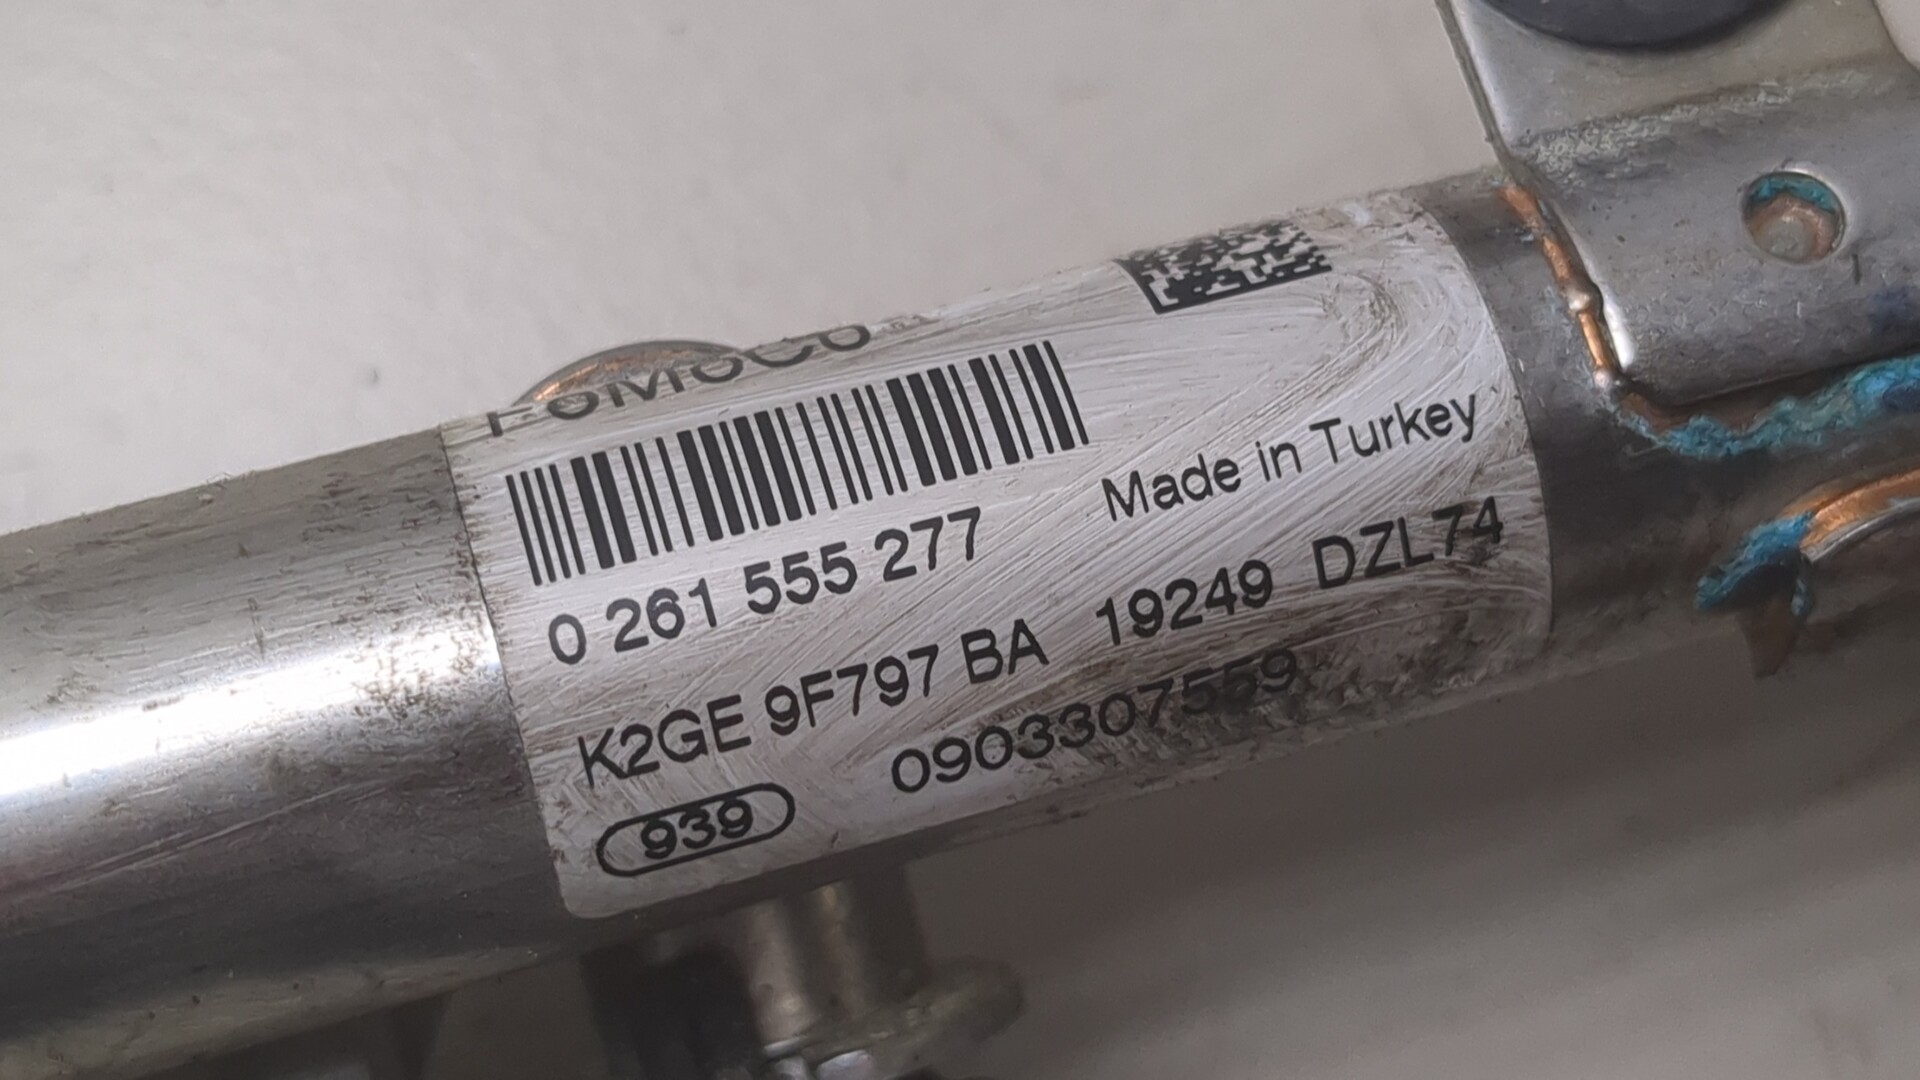 FoMoCo
0 261 555 277
Made in Turkey
K2GE 9F797 BA 19249 DZL74
939 0903307559